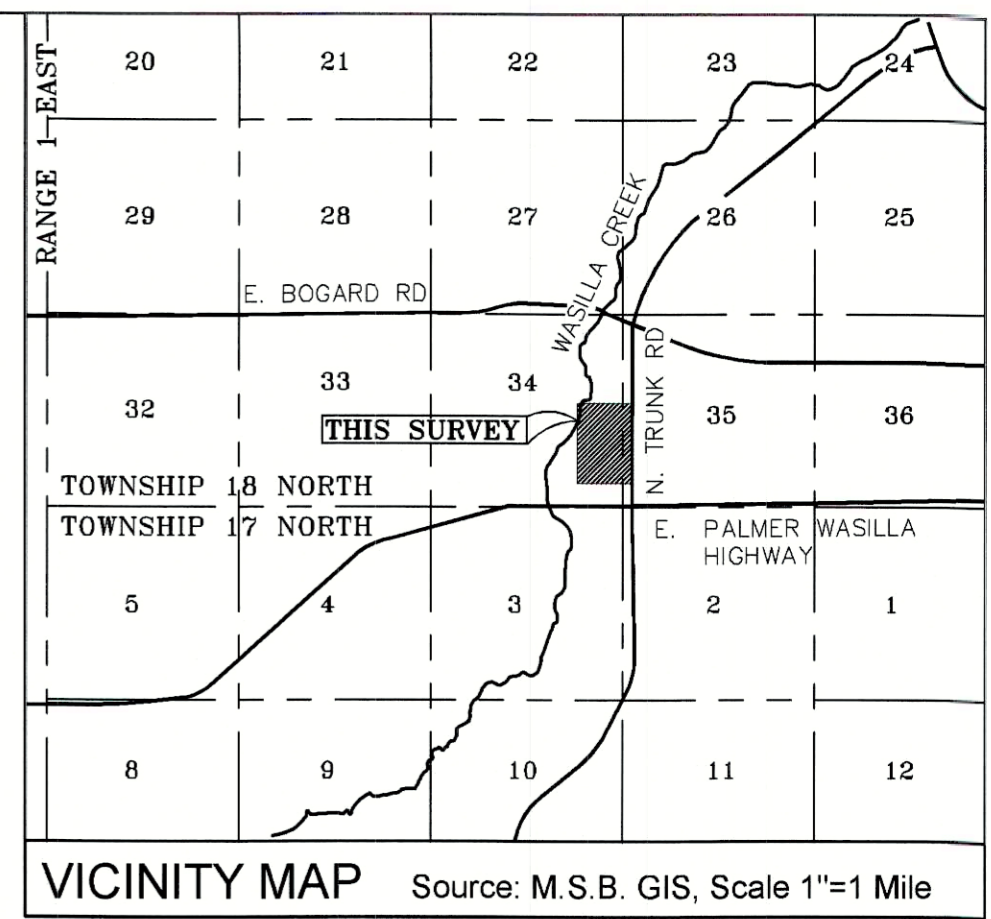 20 21 22 23 24
RANGE 1 EAST
29 28 27 26 25
WASILLA CREEK
E. BOGARD RD
32 33 34 35 36
N. TRUNK RD
THIS SURVEY
TOWNSHIP 18 NORTH
TOWNSHIP 17 NORTH
E. PALMER WASILLA
HIGHWAY
5 4 3 2 1
8 9 10 11 12
VICINITY MAP Source: M.S.B. GIS, Scale 1"=1 Mile